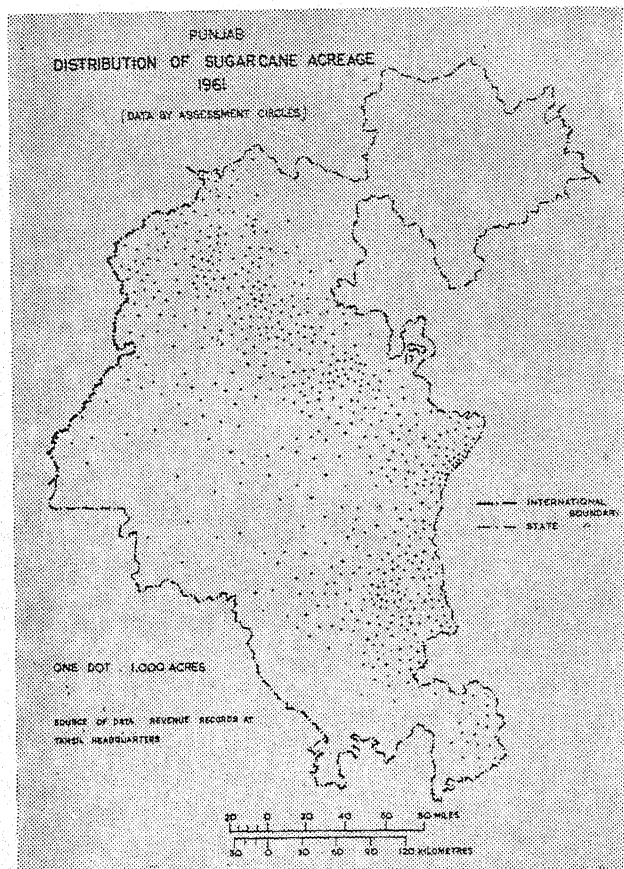 PUNJAB
DISTRIBUTION OF SUGARCANE ACREAGE
1961
(DATA BY ASSESSMENT CIRCLES)
INTERNATIONAL
BOUNDARY
STATE "
ONE DOT = 1,000 ACRES
SOURCE OF DATA REVENUE RECORDS AT
TAHSIL HEADQUARTERS
20 0 20 40 60 80 MILES
30 0 30 60 90 120 KILOMETRES